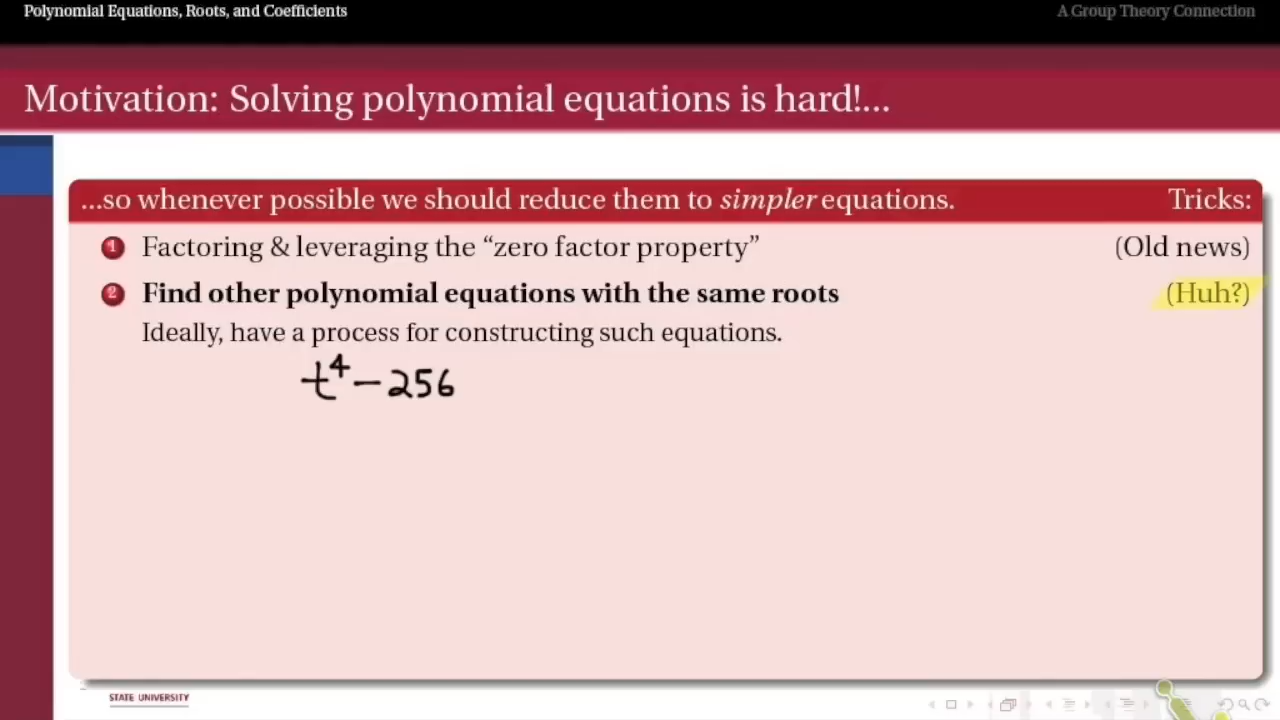 Polynomial Equations, Roots, and Coefficients A Group Theory Connection
Motivation: Solving polynomial equations is hard!...
...so whenever possible we should reduce them to simpler equations. Tricks:
1 Factoring & leveraging the “zero factor property” (Old news)
2 Find other polynomial equations with the same roots (Huh?)
Ideally, have a process for constructing such equations.
t⁴ − 256
STATE UNIVERSITY